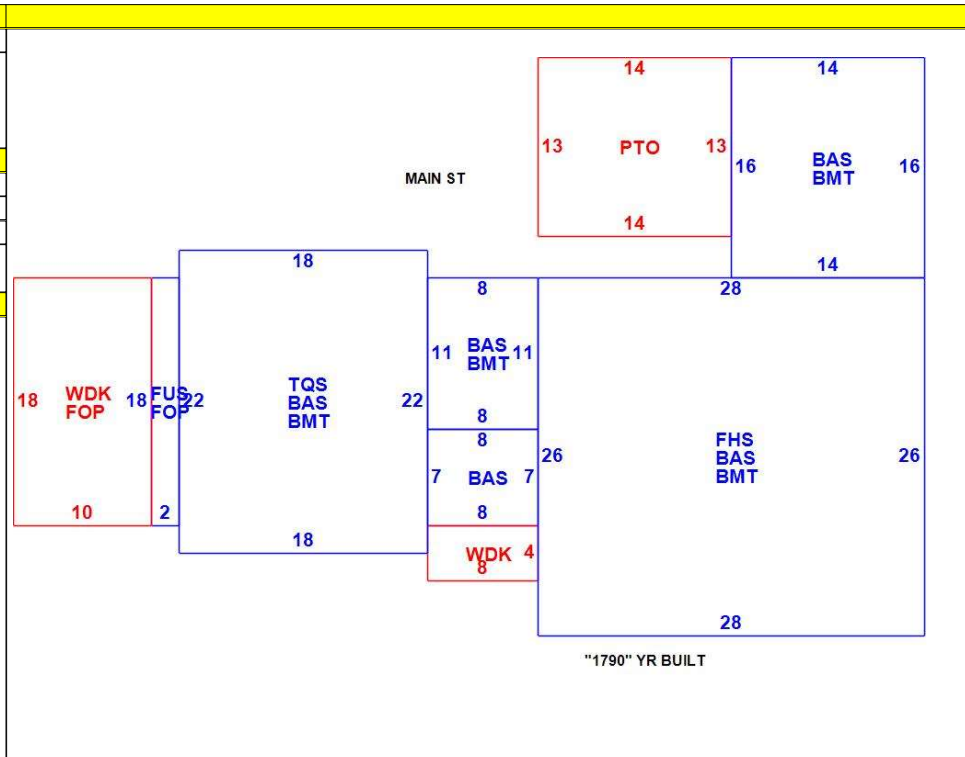 14
14
13
PTO
13
16
BAS
BMT
16
MAIN ST
14
14
18
8
28
11
BAS
BMT
11
18
WDK
FOP
18
FUS
FOP
22
TQS
BAS
BMT
22
8
8
26
FHS
BAS
BMT
26
7
BAS
7
10
2
8
18
WDK
4
8
28
"1790" YR BUILT